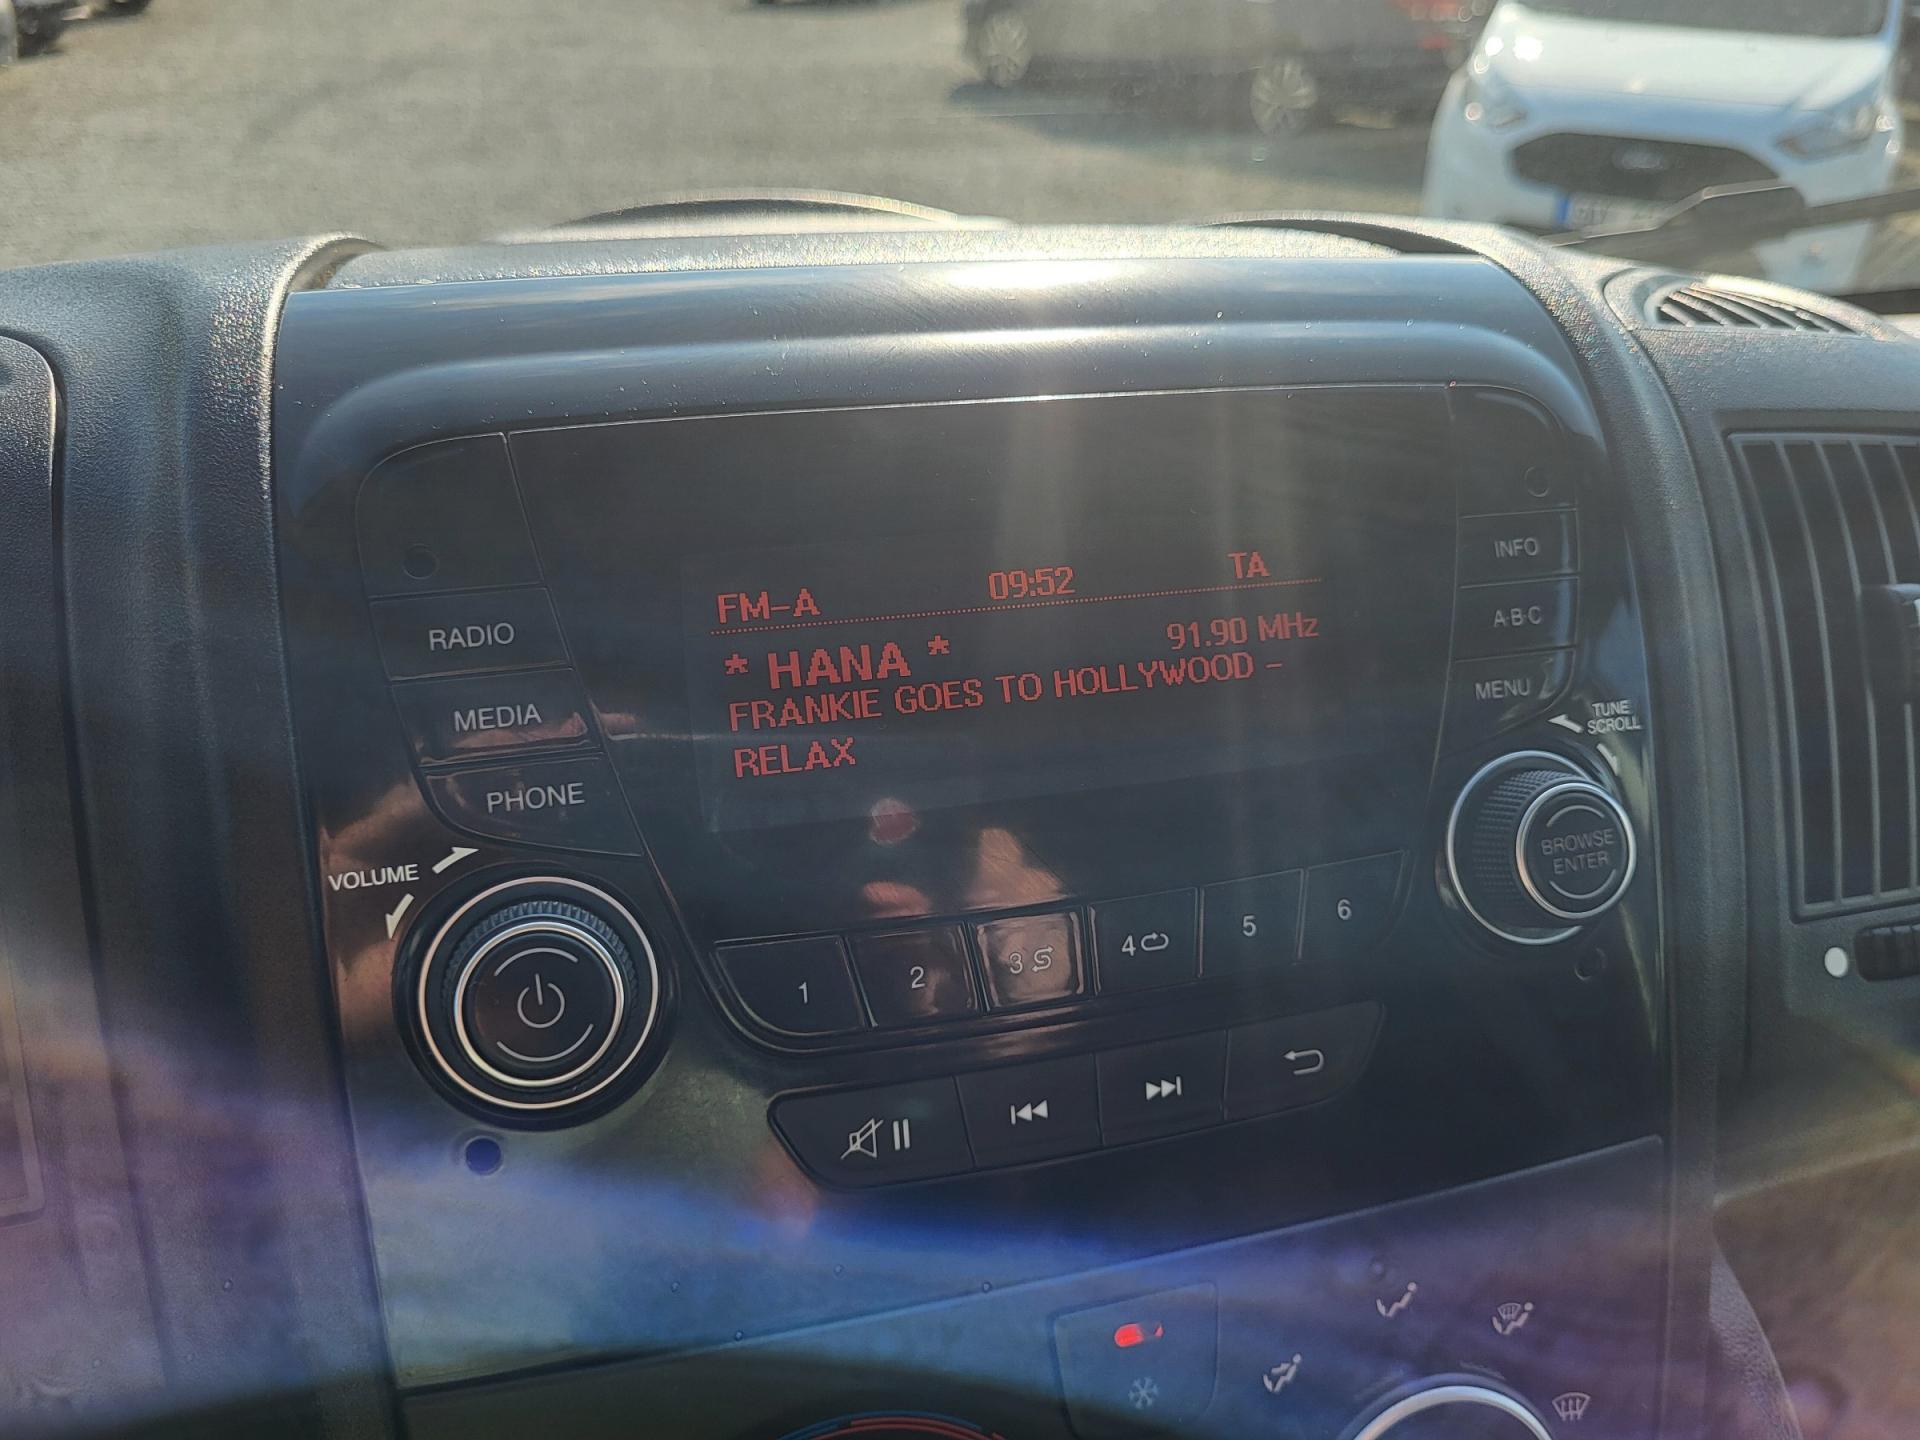 FM-A 09:52 TA
* HANA * 91.90 MHz
FRANKIE GOES TO HOLLYWOOD -
RELAX
RADIO
MEDIA
PHONE
VOLUME
INFO
A·B·C
MENU
TUNE
SCROLL
BROWSE
ENTER
1 2 3 4 5 6